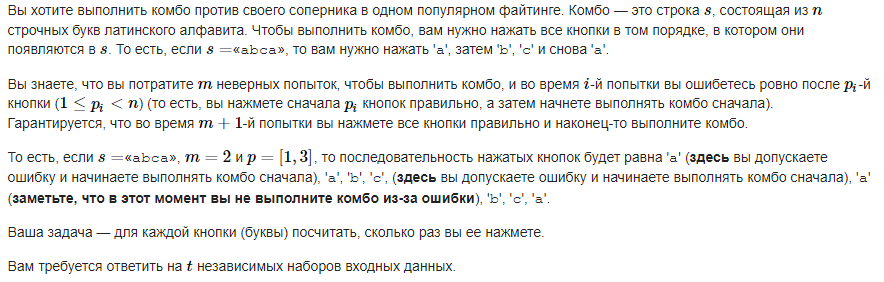 Вы хотите выполнить комбо против своего соперника в одном популярном файтинге. Комбо — это строка s, состоящая из n
строчных букв латинского алфавита. Чтобы выполнить комбо, вам нужно нажать все кнопки в том порядке, в котором они
появляются в s. То есть, если s =«abca», то вам нужно нажать 'a', затем 'b', 'c' и снова 'a'.
Вы знаете, что вы потратите m неверных попыток, чтобы выполнить комбо, и во время i-й попытки вы ошибетесь ровно после pᵢ-й
кнопки (1 ≤ pᵢ < n) (то есть, вы нажмете сначала pᵢ кнопок правильно, а затем начнете выполнять комбо сначала).
Гарантируется, что во время m + 1-й попытки вы нажмете все кнопки правильно и наконец-то выполните комбо.
То есть, если s =«abca», m = 2 и p = [1, 3], то последовательность нажатых кнопок будет равна 'a' (здесь вы допускаете
ошибку и начинаете выполнять комбо сначала), 'a', 'b', 'c', (здесь вы допускаете ошибку и начинаете выполнять комбо сначала), 'a'
(заметьте, что в этот момент вы не выполните комбо из-за ошибки), 'b', 'c', 'a'.
Ваша задача — для каждой кнопки (буквы) посчитать, сколько раз вы ее нажмете.
Вам требуется ответить на t независимых наборов входных данных.